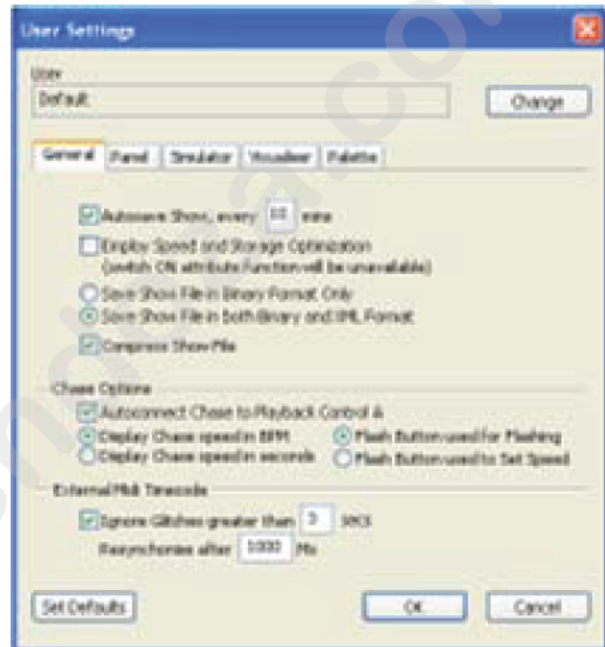 User Settings
User
Default
Change
General Panel Simulator Visualiser Palette
Autosave Show, every 10 mins
Employ Speed and Storage Optimization
(switch ON attribute function will be unavailable)
Save Show File in Binary Format Only
Save Show File in both Binary and XML Format
Compress Show File
Chase Options
Autoconnect Chase to Playback Control A
Display Chase speed in BPM Flash Button used for Flashing
Display Chase speed in seconds Flash Button used to Set Speed
External Midi Timecode
Ignore Glitches greater than 3 SECS
Resynchonise after 1000 Ms
Set Defaults OK Cancel